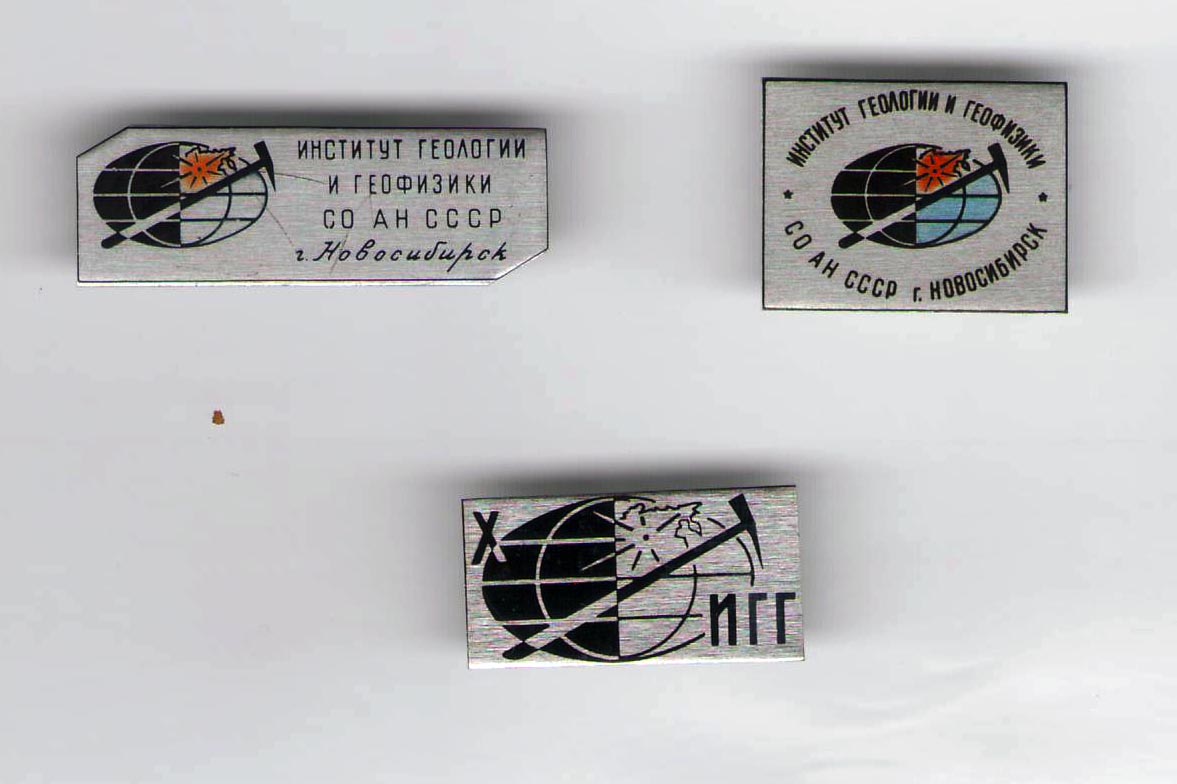 ИНСТИТУТ ГЕОЛОГИИ
И ГЕОФИЗИКИ
СО АН СССР
г. Новосибирск
ИНСТИТУТ ГЕОЛОГИИ И ГЕОФИЗИКИ
СО АН СССР г. НОВОСИБИРСК
X
ИГГ